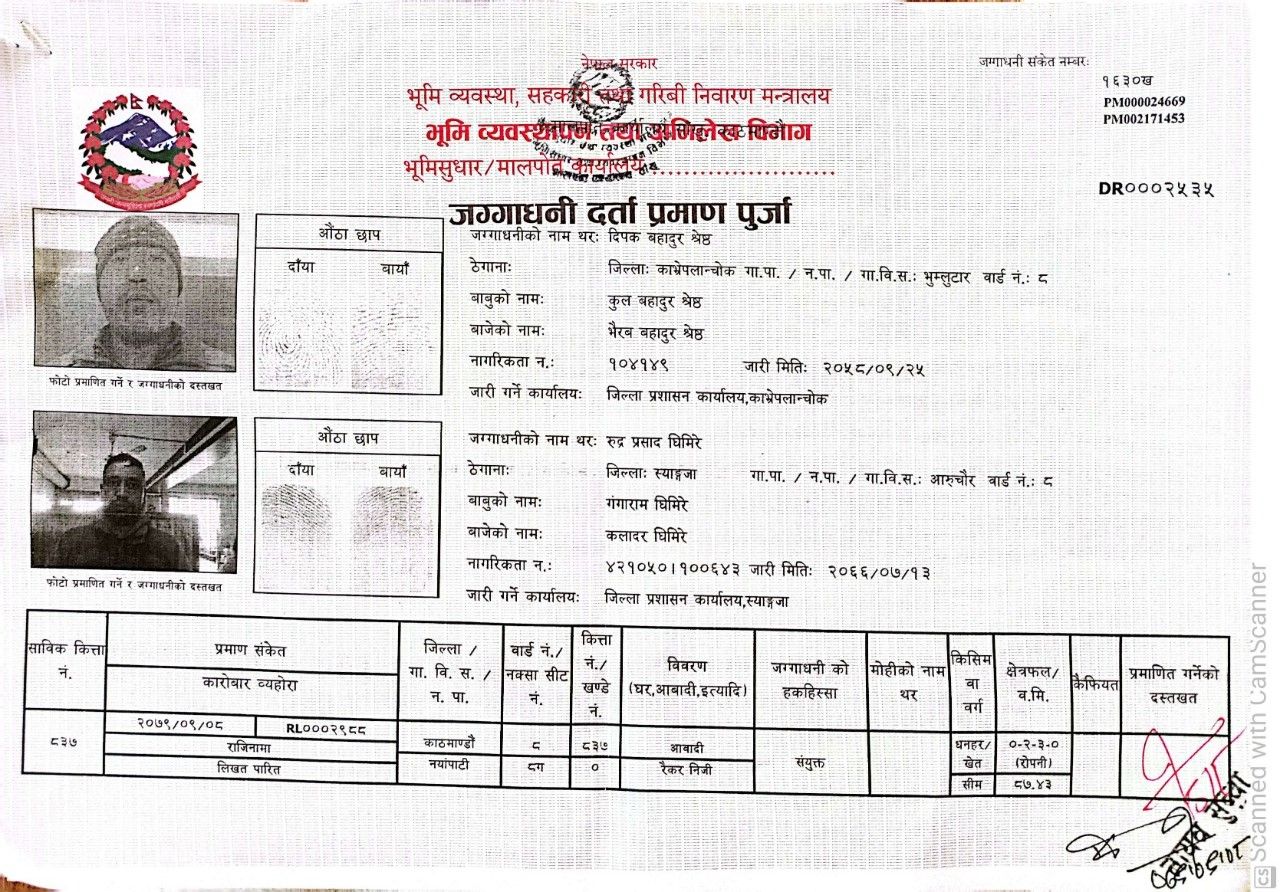 नेपाल सरकार
जग्गाधनी संकेत नम्बरः
१६३०ख
PM000024669
PM002171453
भूमि व्यवस्था, सहकारी तथा गरिबी निवारण मन्त्रालय
भूमि व्यवस्थापन तथा अभिलेख विभाग
भूमिसुधार/मालपोत कार्यालय
DR०००२५३५
जग्गाधनी दर्ता प्रमाण पुर्जा
औंठा छाप
दाँया बायाँ
फोटो प्रमाणित गर्ने र जग्गाधनीको दस्तखत
जग्गाधनीको नाम थरः दिपक बहादुर श्रेष्ठ
ठेगानाः जिल्लाः काभ्रेपलान्चोक गा.पा. / न.पा. / गा.वि.स.: भुम्लुटार वार्ड नं.: ८
बाबुको नामः कुल बहादुर श्रेष्ठ
बाजेको नामः भैरब बहादुर श्रेष्ठ
नागरिकता न.: १०४१४९ जारी मितिः २०५८/०९/२५
जारी गर्ने कार्यालयः जिल्ला प्रशासन कार्यालय,काभ्रेपलान्चोक
औंठा छाप
दाँया बायाँ
फोटो प्रमाणित गर्ने र जग्गाधनीको दस्तखत
जग्गाधनीको नाम थरः रुद्र प्रसाद घिमिरे
ठेगानाः जिल्लाः स्याङ्गजा गा.पा. / न.पा. / गा.वि.स.: आरुचौर वार्ड नं.: ८
बाबुको नामः गंगाराम घिमिरे
बाजेको नामः कलादर घिमिरे
नागरिकता न.: ४२१०५०।१००६४३ जारी मितिः २०६६/०७/१३
जारी गर्ने कार्यालयः जिल्ला प्रशासन कार्यालय,स्याङ्गजा
साविक कित्ता नं. प्रमाण संकेत कारोबार व्यहोरा जिल्ला / गा. वि. स. / न. पा. वार्ड नं./ नक्सा सीट नं. कित्ता नं./ खण्डे नं. विवरण (घर,आबादी,इत्यादि) जग्गाधनी को हकहिस्सा मोहीको नाम थर किसिम वा वर्ग क्षेत्रफल/ व.मि. कैफियत प्रमाणित गर्नेको दस्तखत
८३७ २०७९/०९/०८ RL०००२९८८ काठमाण्डौ ८ ८३७ आबादी संयुक्त धनहर/ खेत ०-२-३-० (रोपनी)
राजिनामा
लिखत पारित नयांपाटी ८ग ० रैकर निजी सीम ८७.४३
CS Scanned with CamScanner